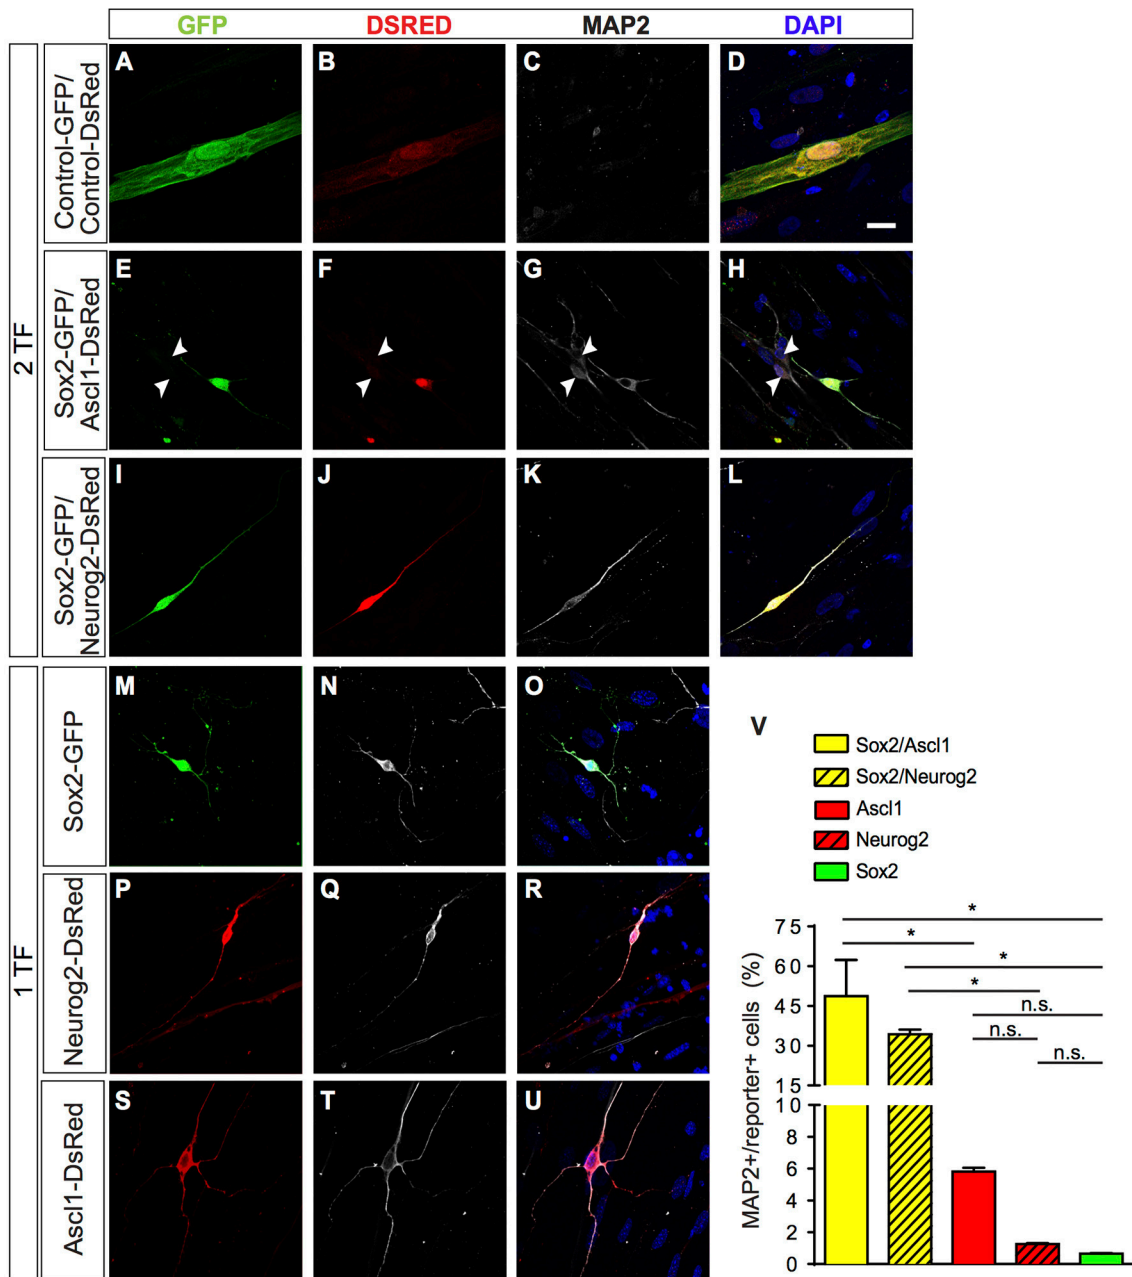 GFP DSRED MAP2 DAPI
2 TF
Control-GFP/
Control-DsRed
A B C D
Sox2-GFP/
Ascl1-DsRed
E F G H
Sox2-GFP/
Neurog2-DsRed
I J K L
1 TF
Sox2-GFP
M N O
Neurog2-DsRed
P Q R
Ascl1-DsRed
S T U
V
Sox2/Ascl1
Sox2/Neurog2
Ascl1
Neurog2
Sox2
MAP2+/reporter+ cells (%)
75
60
45
30
15
10
8
6
4
2
0
*
*
*
*
n.s.
n.s.
n.s.